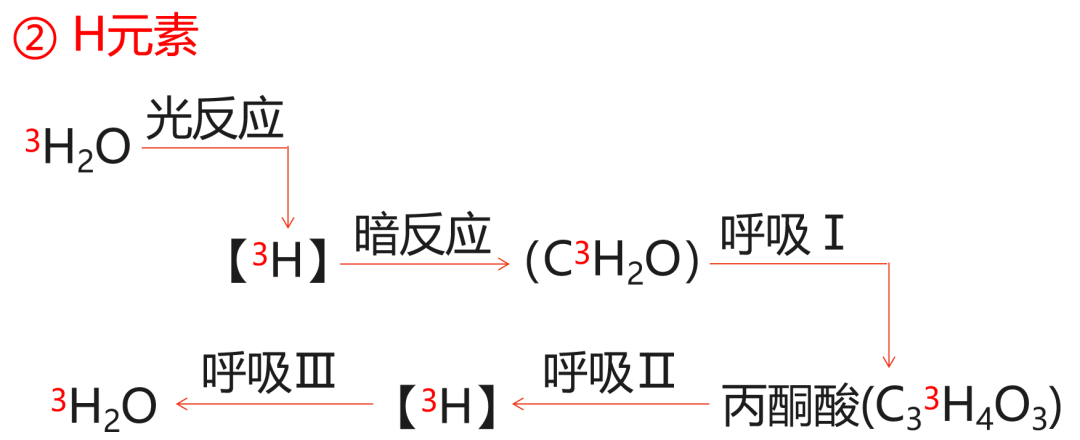 ② H元素
³H₂O 光反应
【³H】 暗反应 (C³H₂O) 呼吸Ⅰ
³H₂O 呼吸Ⅲ 【³H】 呼吸Ⅱ 丙酮酸(C₃³H₄O₃)